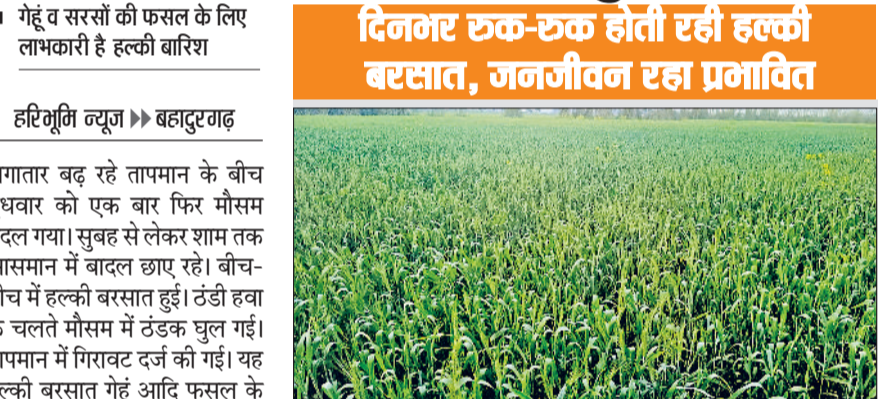 गेहूं व सरसों की फसल के लिए
लाभकारी है हल्की बारिश
हरिभूमि न्यूज ▶▶ बहादुरगढ़
दिनभर रुक-रुक होती रही हल्की
बरसात, जनजीवन रहा प्रभावित
गातार बढ़ रहे तापमान के बीच
धवार को एक बार फिर मौसम
दल गया। सुबह से लेकर शाम तक
ासमान में बादल छाए रहे। बीच-
ीच में हल्की बरसात हुई। ठंडी हवा
चलते मौसम में ठंडक घुल गई।
ापमान में गिरावट दर्ज की गई। यह
ल्की बरसात गेहूं आदि फसल के